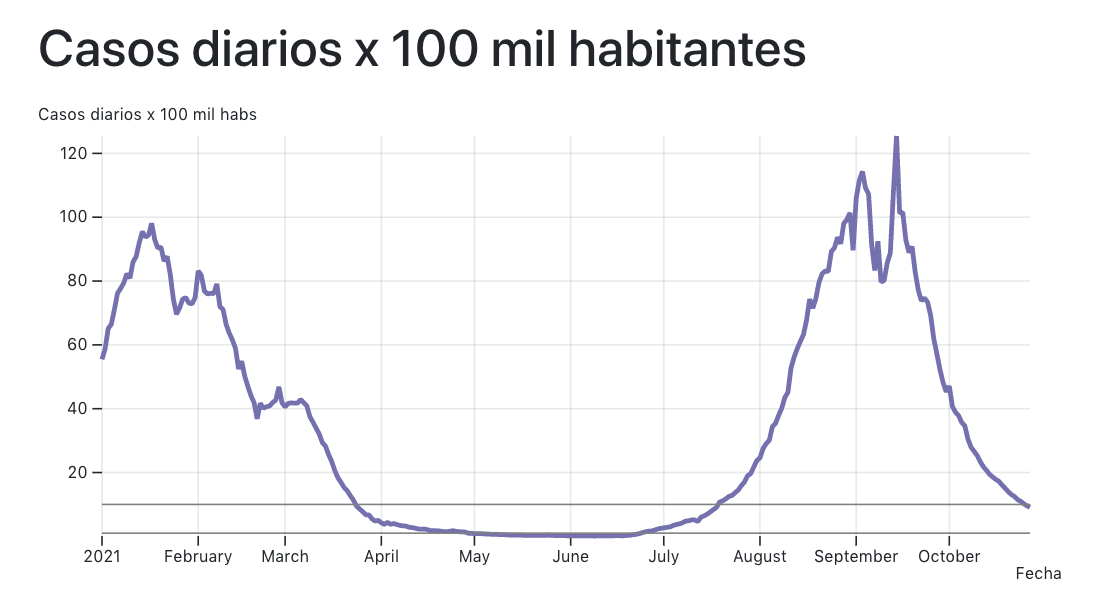 Casos diarios x 100 mil habitantes
Casos diarios x 100 mil habs
120
100
80
60
40
20
2021 February March April May June July August September October
Fecha